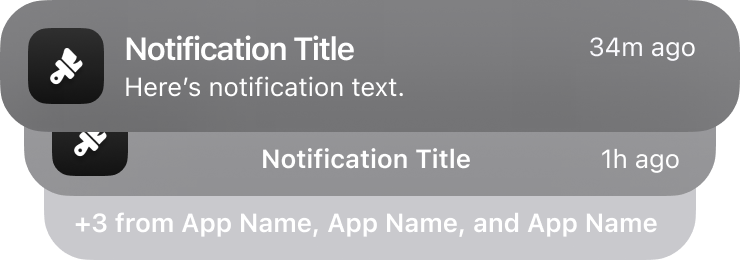 Notification Title
34m ago
Here’s notification text.
Notification Title
1h ago
+3 from App Name, App Name, and App Name